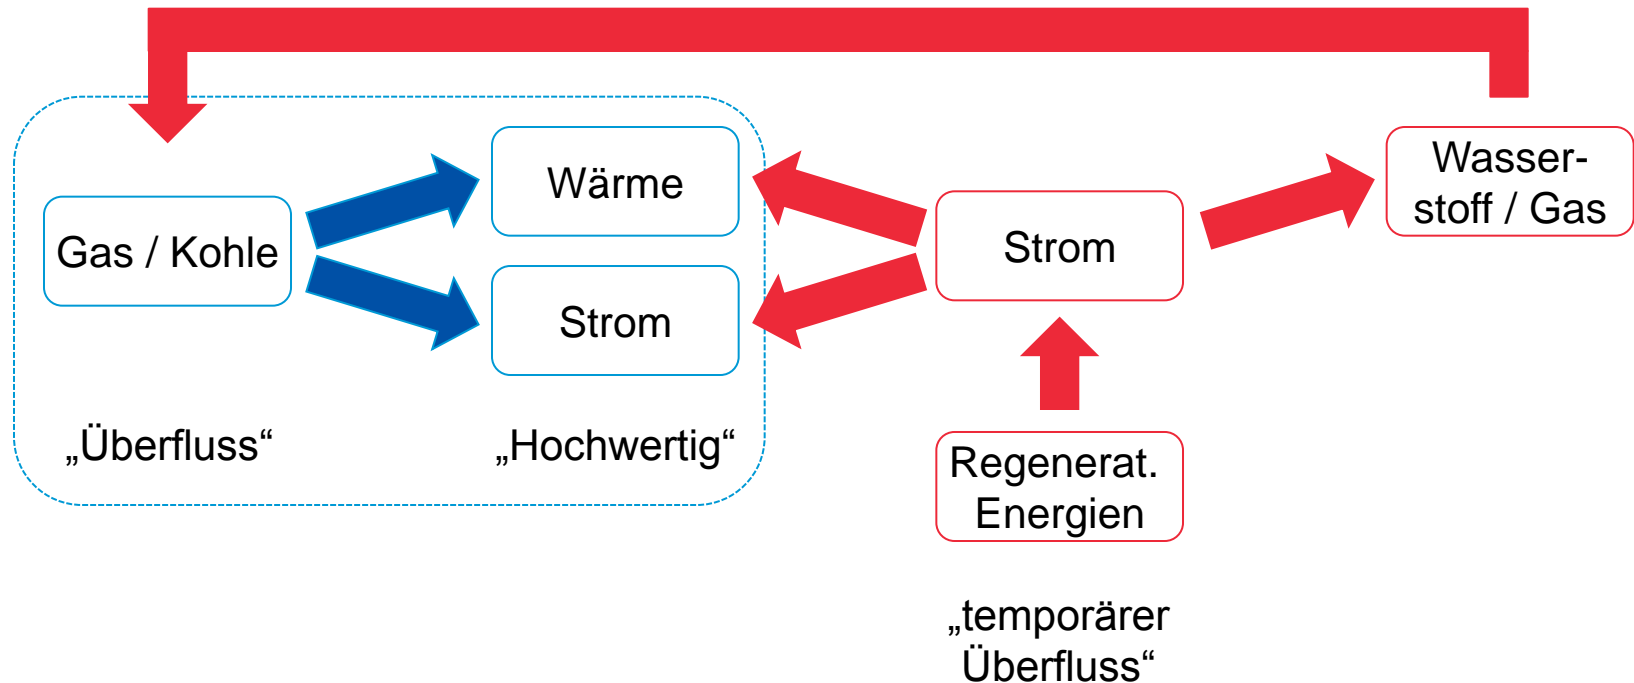 Gas / Kohle
Wärme
Strom
Strom
Wasser-
stoff / Gas
„Überfluss“
„Hochwertig“
Regenerat.
Energien
„temporärer
Überfluss“